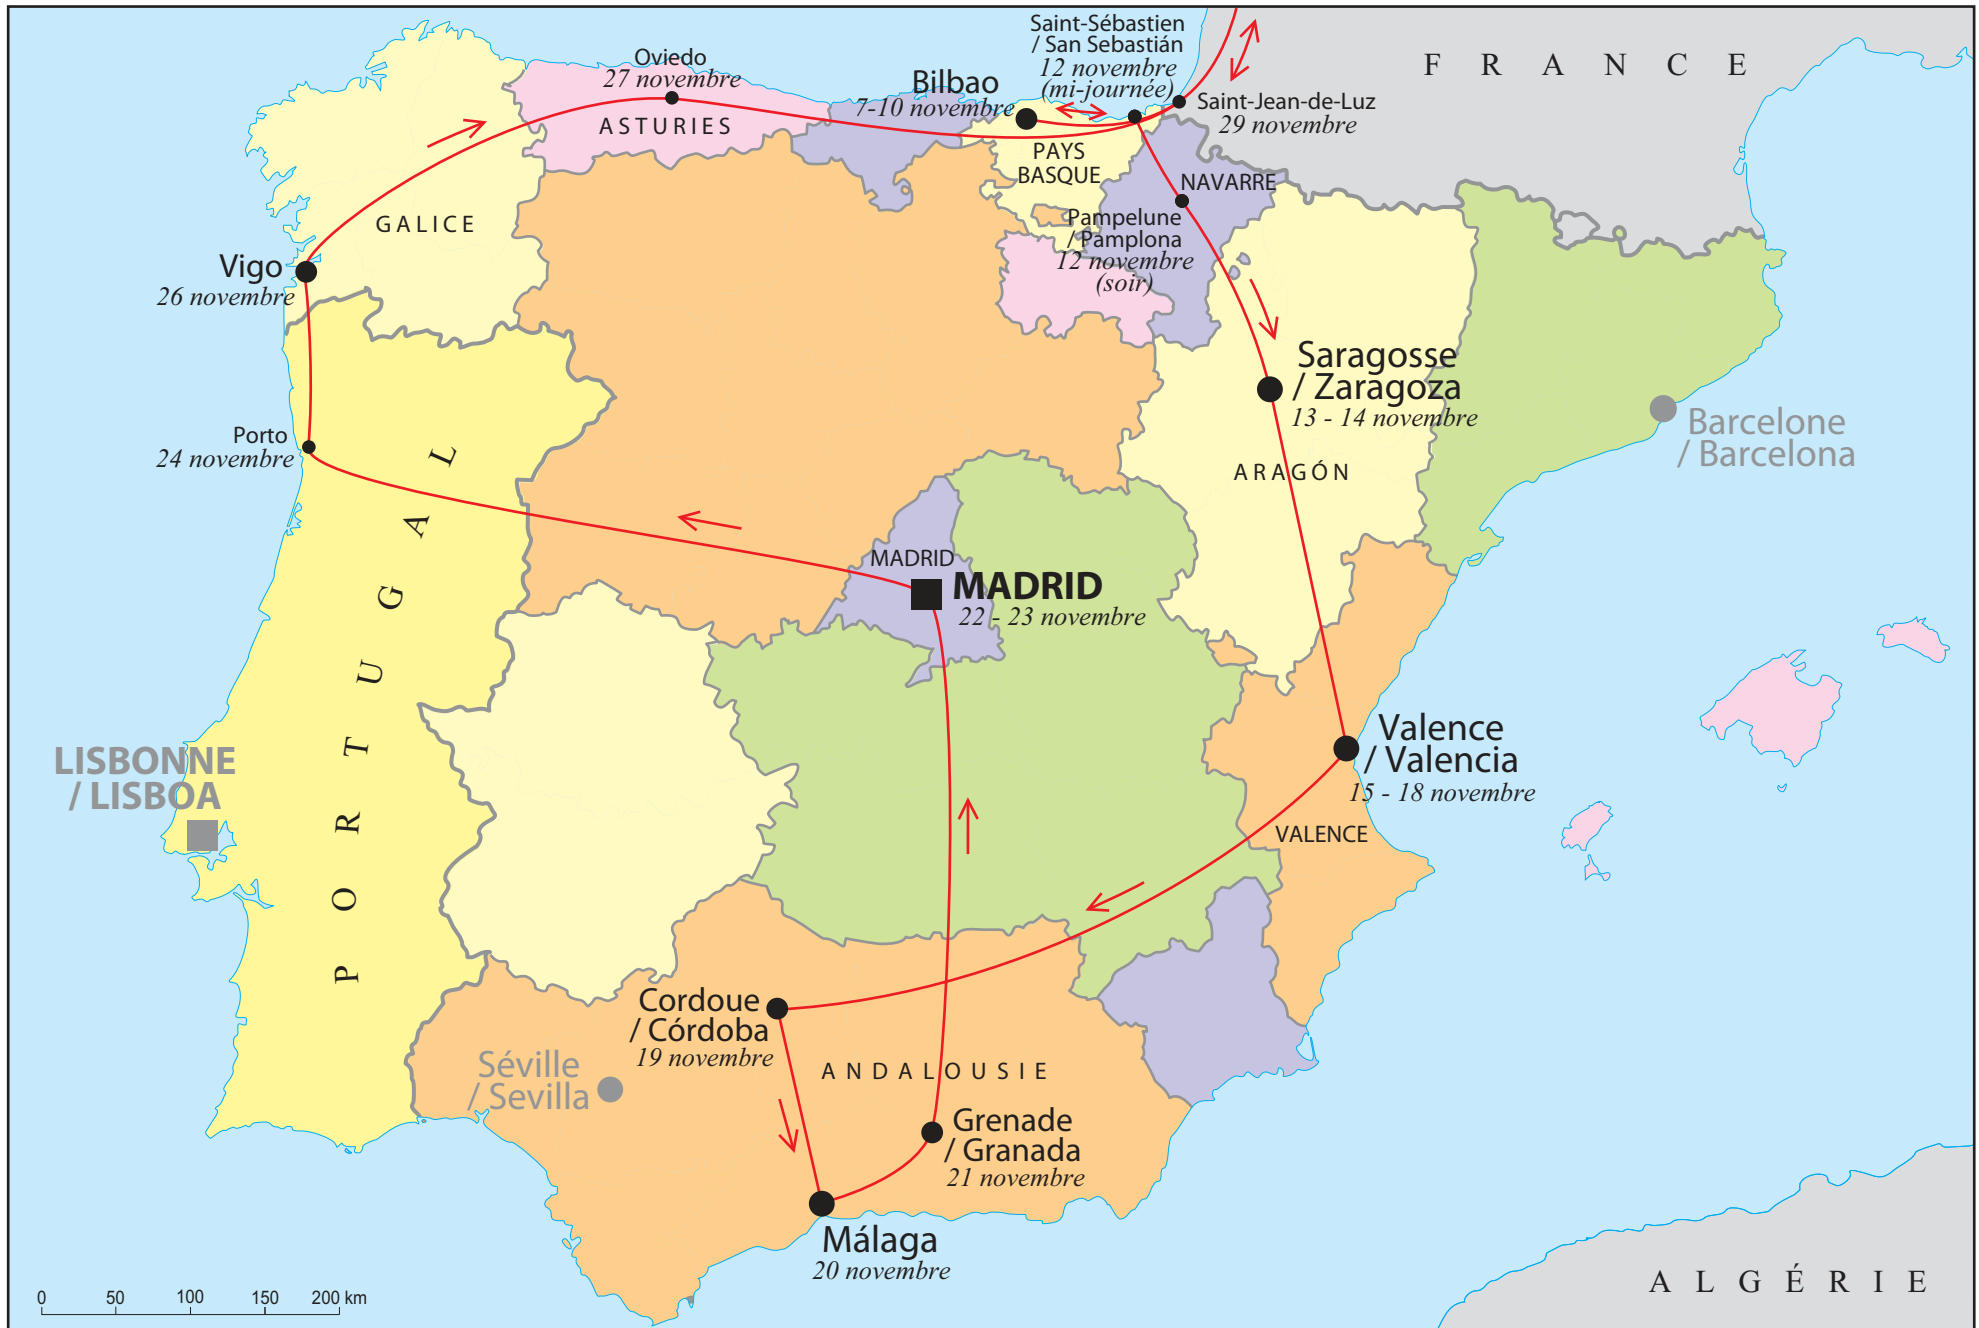 Saint-Sébastien
/ San Sebastián
12 novembre
(mi-journée)
FRANCE
Oviedo
27 novembre
Bilbao
7-10 novembre
Saint-Jean-de-Luz
29 novembre
ASTURIES
PAYS
BASQUE
NAVARRE
GALICE
Pampelune
/ Pamplona
12 novembre
(soir)
Vigo
26 novembre
Saragosse
/ Zaragoza
13 - 14 novembre
Barcelone
/ Barcelona
Porto
24 novembre
ARAGÓN
PORTUGAL
MADRID
MADRID
22 - 23 novembre
Valence
/ Valencia
15 - 18 novembre
LISBONNE
/ LISBOA
VALENCE
Cordoue
/ Córdoba
19 novembre
Séville
/ Sevilla
ANDALOUSIE
Grenade
/ Granada
21 novembre
Málaga
20 novembre
ALGÉRIE
0 50 100 150 200 km